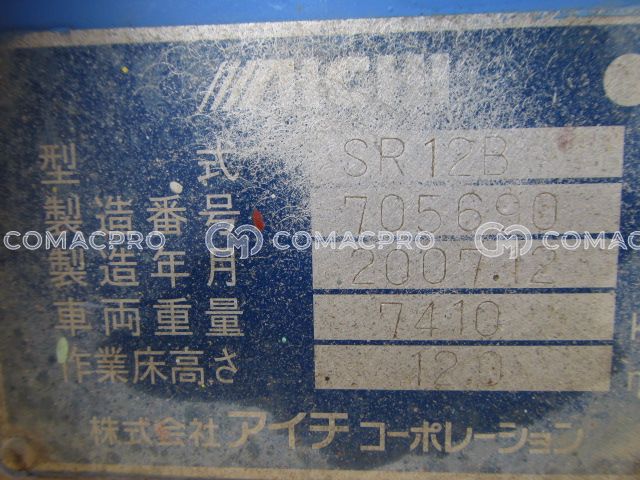 AICHI
型式 SR12B
製造番号 705690
COMACPRO COMACPRO COMACPRO
製造年月 2007.12
車両重量 7410
作業床高さ 12.0 m
株式会社 アイチ コーポレーション